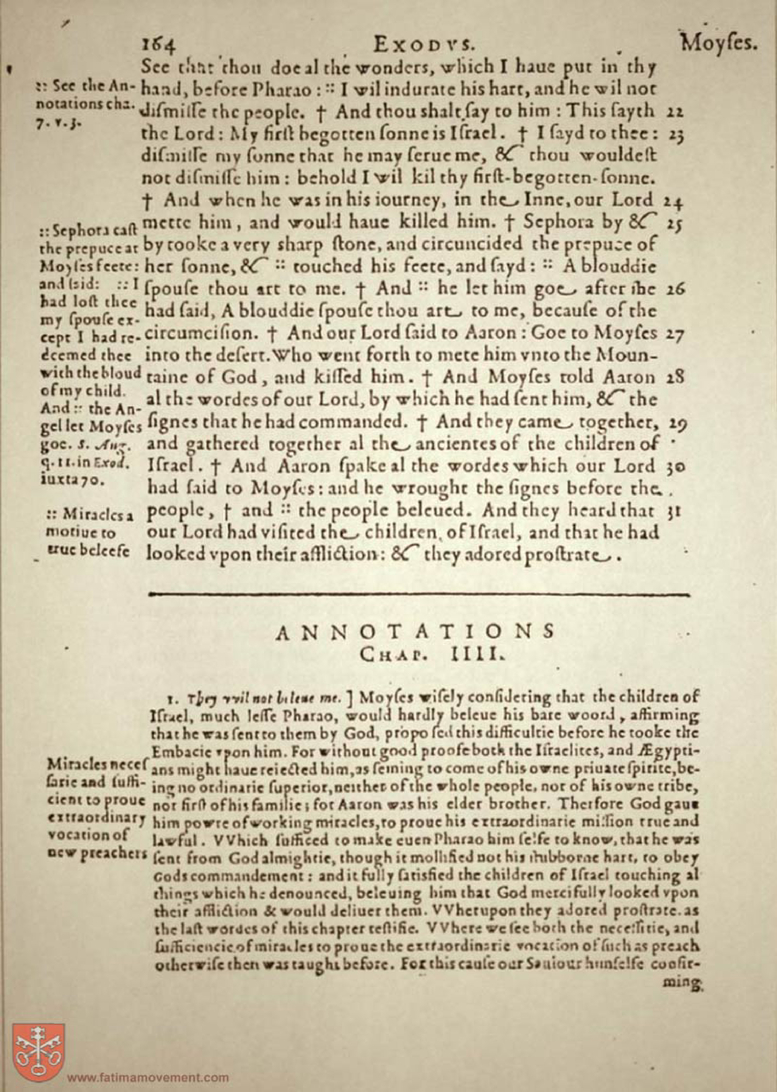 164 EXODVS. Moyſes.
See that thou doe al the wonders, which I haue put in thy
hand, before Pharao: :: I wil indurate his hart, and he wil not
diſmiſſe the people. † And thou shalt ſay to him: This ſayth 22
the Lord: My firſt begotten ſonne is Iſrael. † I ſayd to thee: 23
diſmiſſe my ſonne that he may ſerue me, & thou wouldeſt
not diſmiſſe him: behold I wil kil thy firſt-begotten-ſonne.
† And when he was in his iourney, in the Inne, our Lord 24
mette him, and would haue killed him. † Sephora by & 25
by tooke a very sharp ſtone, and circuncided the prepuce of
her ſonne, & :: touched his feete, and ſayd: :: A blouddie
ſpouſe thou art to me. † And :: he let him goe after she 26
had ſaid, A blouddie ſpouſe thou art to me, becauſe of the
circumciſion. † And our Lord ſaid to Aaron: Goe to Moyſes 27
into the deſert. Who went forth to mete him vnto the Moun-
taine of God, and kiſſed him. † And Moyſes told Aaron 28
al the wordes of our Lord, by which he had ſent him, & the
ſignes that he had commanded. † And they came together, 29
and gathered together al the ancientes of the children of
Iſrael. † And Aaron ſpake al the wordes which our Lord 30
had ſaid to Moyſes: and he wrought the ſignes before the
people, † and :: the people beleued. And they heard that 31
our Lord had viſited the children of Iſrael, and that he had
looked vpon their affliction: & they adored proſtrate.
:: See the An-
notations cha.
7. v. 3.
:: Sephora caſt
the prepuce at
Moyſes feete:
and ſaid: :: I
had loſt thee
my ſpouſe ex-
cept I had re-
deemed thee
with the bloud
of my child.
And :: the An-
gel let Moyſes
goe. S. Aug.
q. 11. in Exod.
iuxta 70.
:: Miracles a
motiue to
true beleefe
ANNOTATIONS
CHAP. IIII.
1. They vvil not beleue me. ] Moyſes wiſely conſidering that the children of
Iſrael, much leſſe Pharao, would hardly beleue his bare woord, affirming
that he was ſent to them by God, propoſed this difficultie before he tooke the
Embacie vpon him. For without good proofe both the Iſraelites, and Ægypti-
ans might haue reiected him, as ſeming to come of his owne priuate ſpirite, be-
ing no ordinarie ſuperior, neither of the whole people, nor of his owne tribe,
nor firſt of his familie; for Aaron was his elder brother. Therfore God gaue
him powre of working miracles, to proue his extraordinarie miſſion true and
lawful. VVhich ſufficed to make euen Pharao him ſelfe to know, that he was
ſent from God almightie, though it mollified not his ſtubborne hart, to obey
Gods commandement: and it fully ſatisfied the children of Iſrael touching al
things which he denounced, beleuing him that God mercifully looked vpon
their affliction & would deliuer them. VVherupon they adored proſtrate. as
the laſt wordes of this chapter teſtifie. VVhere we ſee both the neceſſitie, and
ſufficiencie of miracles to proue the extraordinarie vocation of ſuch as preach
otherwiſe then was taught before. For this cauſe our Sauiour himſelfe confir-
ming
Miracles neceſ
ſarie and ſuffi-
cient to proue
extraordinary
vocation of
new preachers
www.fatimamovement.com